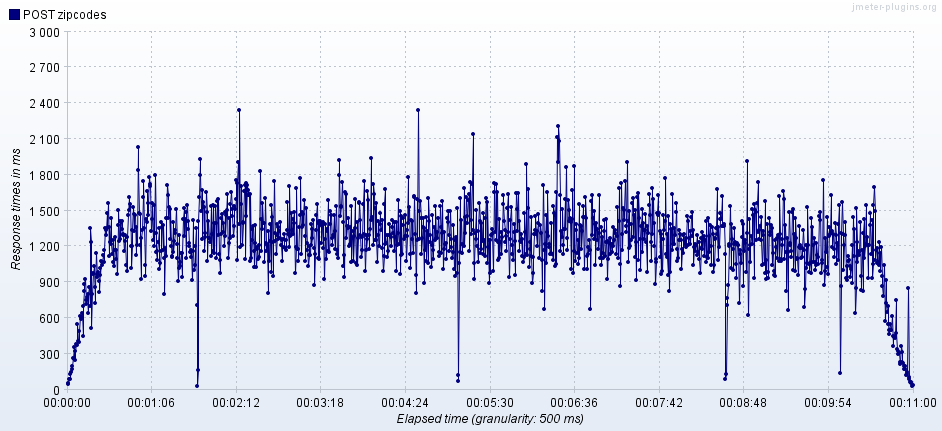 POST zipcodes
jmeter-plugins.org
3 000
2 700
2 400
2 100
1 800
1 500
1 200
900
600
300
0
Response times in ms
00:00:00 00:01:06 00:02:12 00:03:18 00:04:24 00:05:30 00:06:36 00:07:42 00:08:48 00:09:54 00:11:00
Elapsed time (granularity: 500 ms)